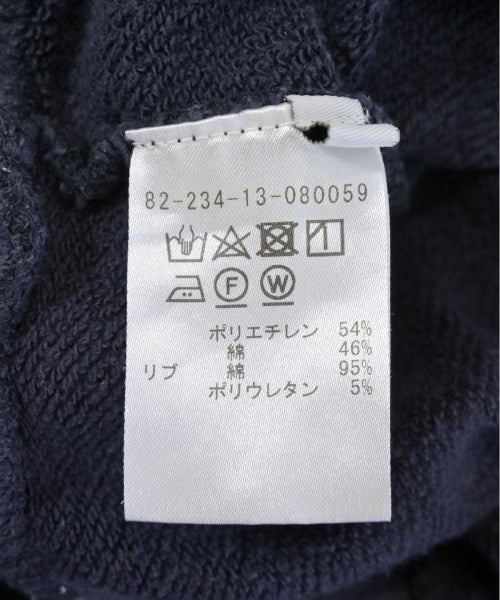 82-234-13-080059
F W
ポリエチレン 54%
綿 46%
リブ 綿 95%
ポリウレタン 5%